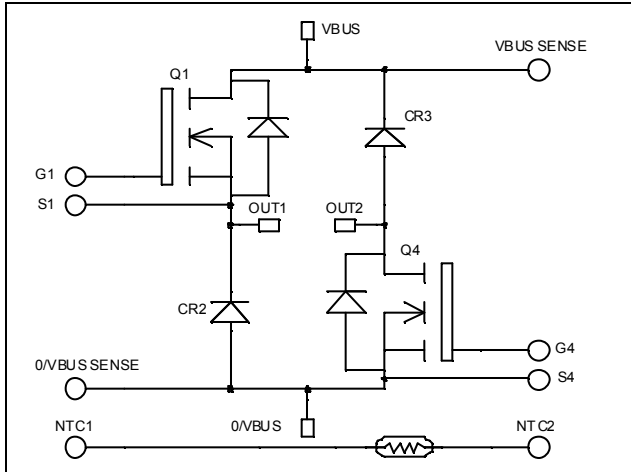 VBUS
VBUS SENSE
Q1
CR3
G1
S1
OUT1
OUT2
Q4
CR2
0/VBUS SENSE
G4
S4
NTC1
0/VBUS
NTC2